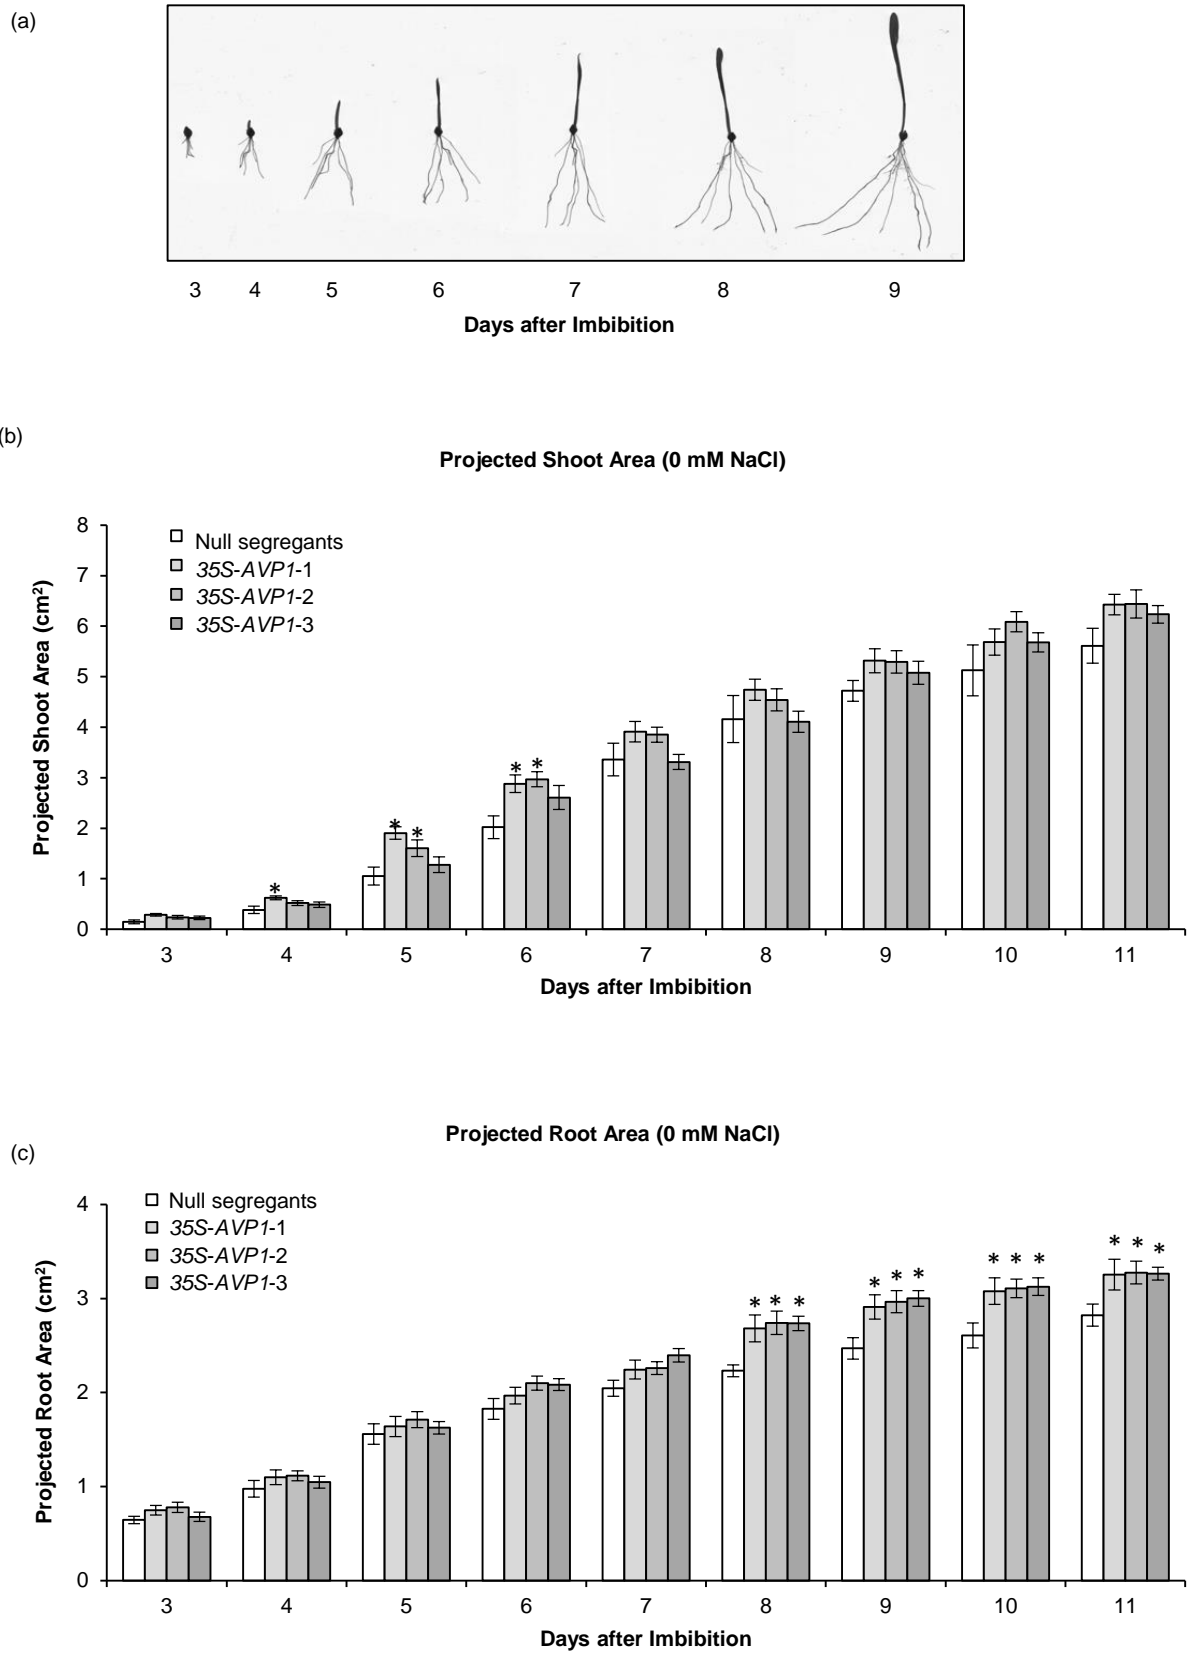 (a)
3 4 5 6 7 8 9
Days after Imbibition
(b)
Projected Shoot Area (0 mM NaCl)
Projected Shoot Area (cm²)
8
7
6
5
4
3
2
1
0
Null segregants
35S-AVP1-1
35S-AVP1-2
35S-AVP1-3
*
* *
* *
3 4 5 6 7 8 9 10 11
Days after Imbibition
Projected Root Area (0 mM NaCl)
(c)
Projected Root Area (cm²)
4
3
2
1
0
Null segregants
35S-AVP1-1
35S-AVP1-2
35S-AVP1-3
* * *
* * *
* * *
* * *
3 4 5 6 7 8 9 10 11
Days after Imbibition